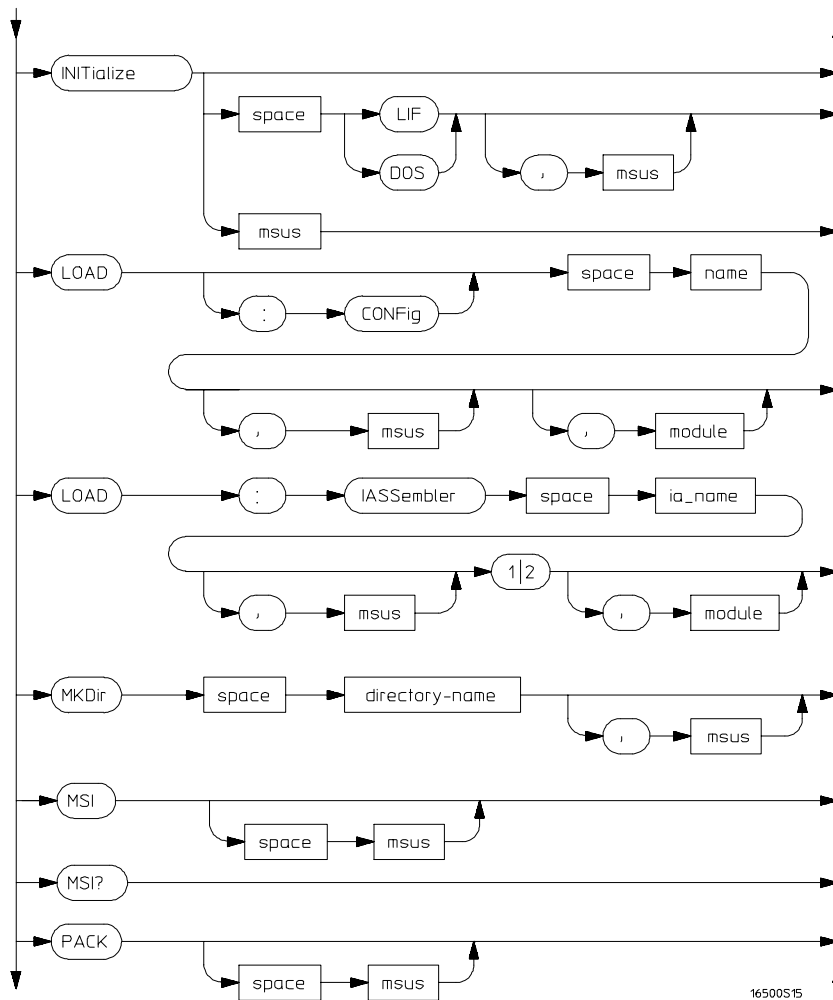 INITialize
space LIF
DOS , msus
msus
LOAD space name
: CONFig
, msus , module
LOAD : IASSembler space ia_name
1|2
, msus , module
MKDir space directory-name
, msus
MSI
space msus
MSI?
PACK
space msus
16500S15